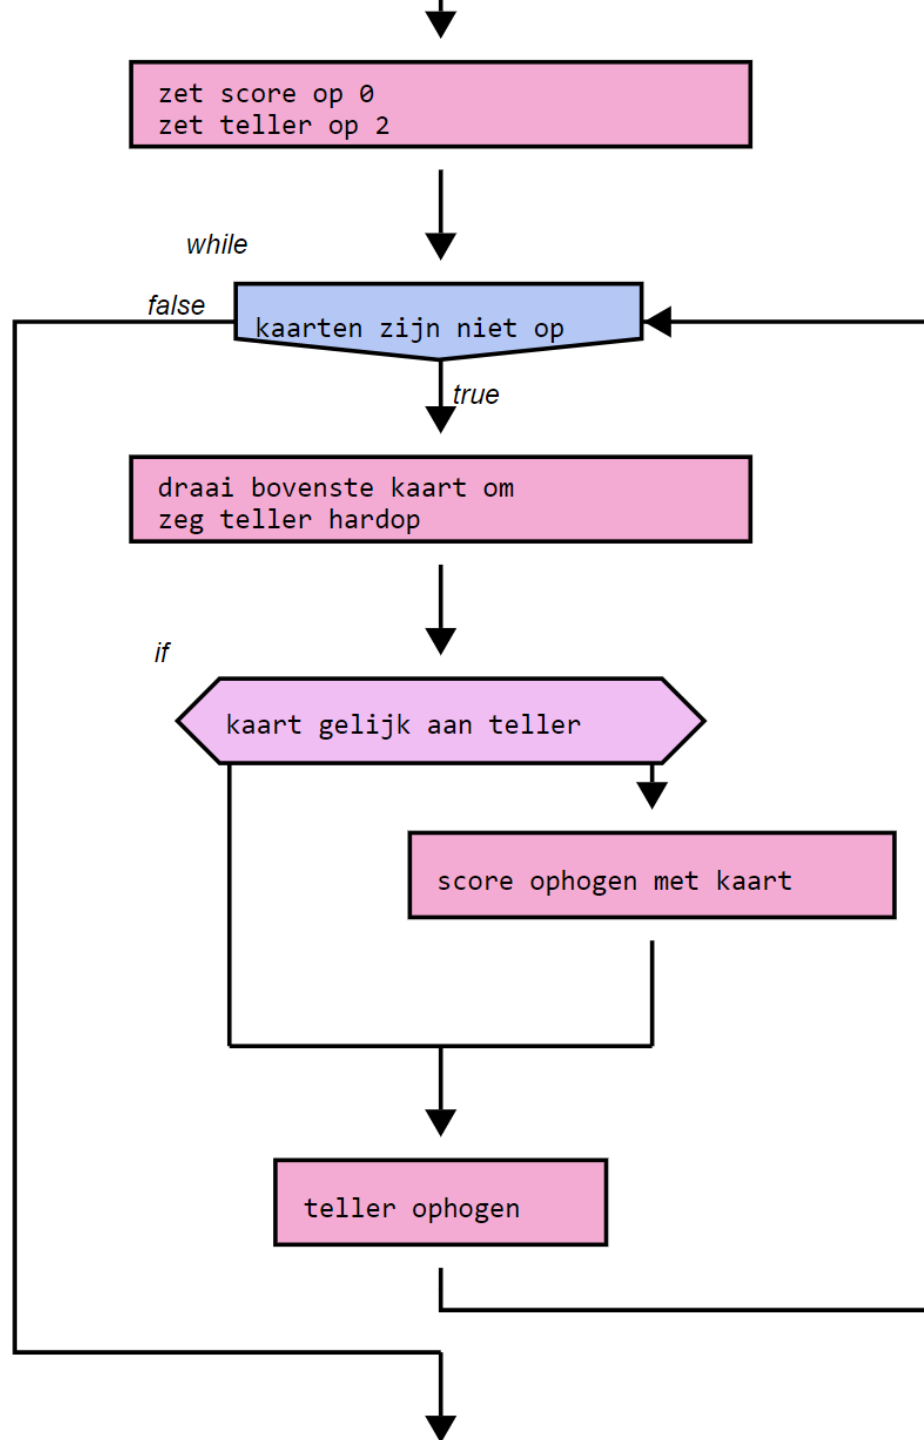 zet score op 0
zet teller op 2
while
false
kaarten zijn niet op
true
draai bovenste kaart om
zeg teller hardop
if
kaart gelijk aan teller
score ophogen met kaart
teller ophogen